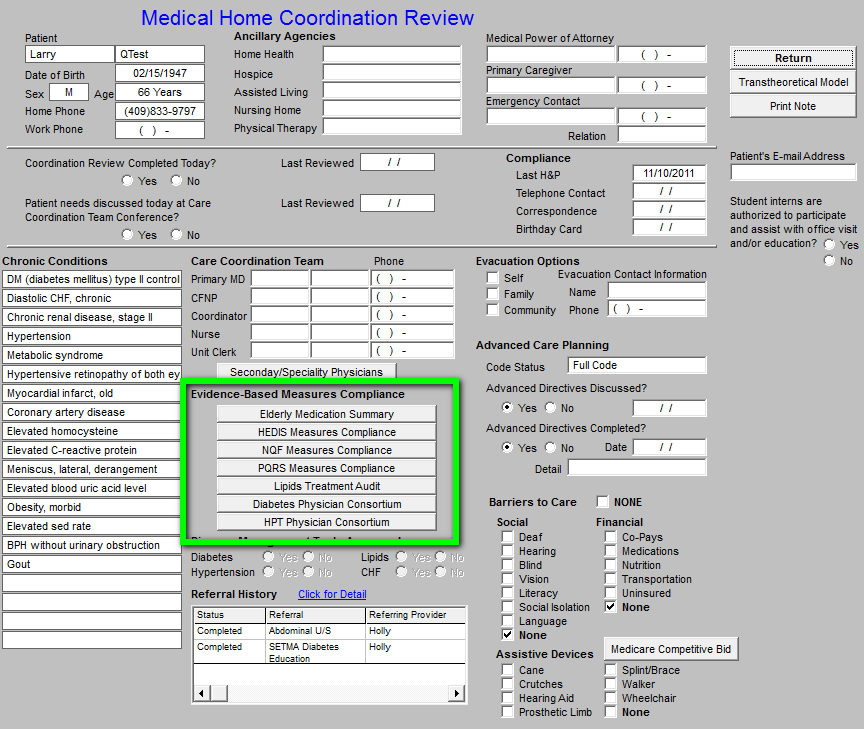 Medical Home Coordination Review
Patient
Larry QTest
Date of Birth 02/15/1947
Sex M Age 66 Years
Home Phone (409)833-9797
Work Phone ( ) -
Ancillary Agencies
Home Health
Hospice
Assisted Living
Nursing Home
Physical Therapy
Medical Power of Attorney
( ) -
Primary Caregiver
( ) -
Emergency Contact
( ) -
Relation
Return
Transtheoretical Model
Print Note
Coordination Review Completed Today?
Yes No
Last Reviewed / /
Patient needs discussed today at Care
Coordination Team Conference?
Yes No
Last Reviewed / /
Compliance
Last H&P 11/10/2011
Telephone Contact / /
Correspondence / /
Birthday Card / /
Patient's E-mail Address
Student interns are
authorized to participate
and assist with office visit
and/or education? Yes
No
Chronic Conditions
DM (diabetes mellitus) type II control
Diastolic CHF, chronic
Chronic renal disease, stage II
Hypertension
Metabolic syndrome
Hypertensive retinopathy of both ey
Myocardial infarct, old
Coronary artery disease
Elevated homocysteine
Elevated C-reactive protein
Meniscus, lateral, derangement
Elevated blood uric acid level
Obesity, morbid
Elevated sed rate
BPH without urinary obstruction
Gout
Care Coordination Team Phone
Primary MD ( ) -
CFNP ( ) -
Coordinator ( ) -
Nurse ( ) -
Unit Clerk ( ) -
Seconday/Speciality Physicians
Evidence-Based Measures Compliance
Elderly Medication Summary
HEDIS Measures Compliance
NQF Measures Compliance
PQRS Measures Compliance
Lipids Treatment Audit
Diabetes Physician Consortium
HPT Physician Consortium
Diabetes Yes No Lipids Yes No
Hypertension Yes No CHF Yes No
Referral History Click for Detail
Status Referral Referring Provider
Completed Abdominal U/S Holly
Completed SETMA Diabetes Holly
Education
Evacuation Options
Self
Family
Community
Evacuation Contact Information
Name
Phone ( ) -
Advanced Care Planning
Code Status Full Code
Advanced Directives Discussed?
Yes No / /
Advanced Directives Completed?
Yes No Date / /
Detail
Barriers to Care NONE
Social
Deaf
Hearing
Blind
Vision
Literacy
Social Isolation
Language
None
Financial
Co-Pays
Medications
Nutrition
Transportation
Uninsured
None
Medicare Competitive Bid
Assistive Devices
Cane
Crutches
Hearing Aid
Prosthetic Limb
Splint/Brace
Walker
Wheelchair
None